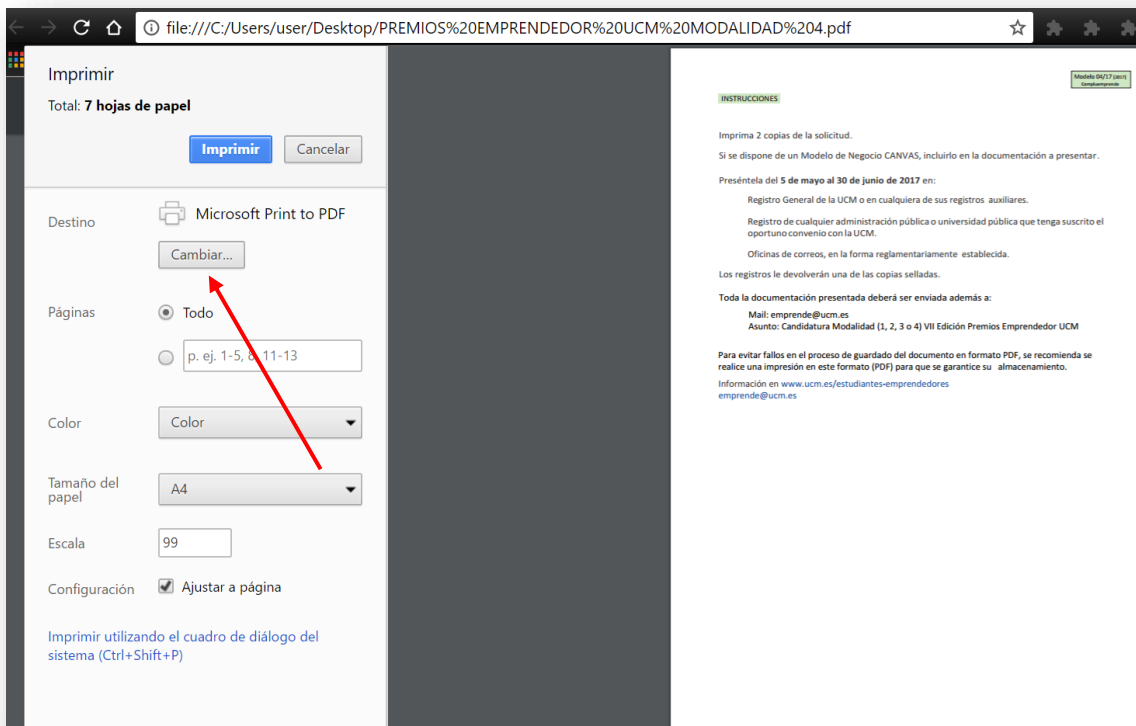 file:///C:/Users/user/Desktop/PREMIOS%20EMPRENDEDOR%20UCM%20MODALIDAD%204.pdf
Imprimir
Total: 7 hojas de papel
Imprimir
Cancelar
Destino
Microsoft Print to PDF
Cambiar...
Páginas
Todo
p. ej. 1-5, 8, 11-13
Color
Color
Tamaño del
papel
A4
Escala
99
Configuración
Ajustar a página
Imprimir utilizando el cuadro de diálogo del
sistema (Ctrl+Shift+P)
Modelo 04/17 (2017)
Compluemprende
INSTRUCCIONES
Imprima 2 copias de la solicitud.
Si se dispone de un Modelo de Negocio CANVAS, incluirlo en la documentación a presentar.
Preséntela del 5 de mayo al 30 de junio de 2017 en:
Registro General de la UCM o en cualquiera de sus registros auxiliares.
Registro de cualquier administración pública o universidad pública que tenga suscrito el
oportuno convenio con la UCM.
Oficinas de correos, en la forma reglamentariamente establecida.
Los registros le devolverán una de las copias selladas.
Toda la documentación presentada deberá ser enviada además a:
Mail: emprende@ucm.es
Asunto: Candidatura Modalidad (1, 2, 3 o 4) VII Edición Premios Emprendedor UCM
Para evitar fallos en el proceso de guardado del documento en formato PDF, se recomienda se
realice una impresión en este formato (PDF) para que se garantice su almacenamiento.
Información en www.ucm.es/estudiantes-emprendedores
emprende@ucm.es